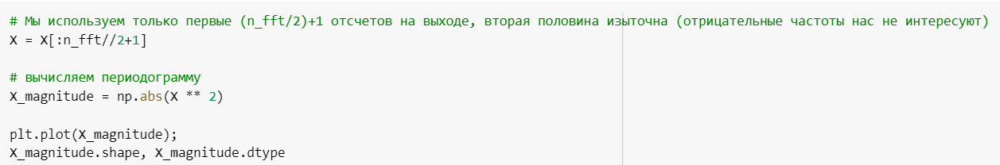 # Мы используем только первые (n_fft/2)+1 отсчетов на выходе, вторая половина изыточна (отрицательные частоты нас не интересуют)
X = X[:n_fft//2+1]
# вычисляем периодограмму
X_magnitude = np.abs(X ** 2)
plt.plot(X_magnitude);
X_magnitude.shape, X_magnitude.dtype